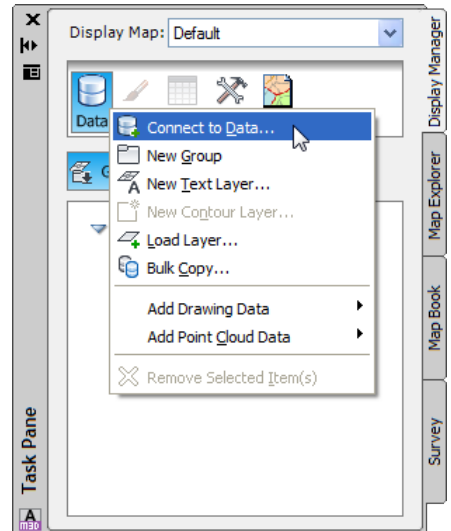 Display Map: Default
Data
Connect to Data...
New Group
G
New Text Layer...
New Contour Layer...
Load Layer...
Bulk Copy...
Add Drawing Data
Add Point Cloud Data
Remove Selected Item(s)
Display Manager
Map Explorer
Map Book
Survey
Task Pane